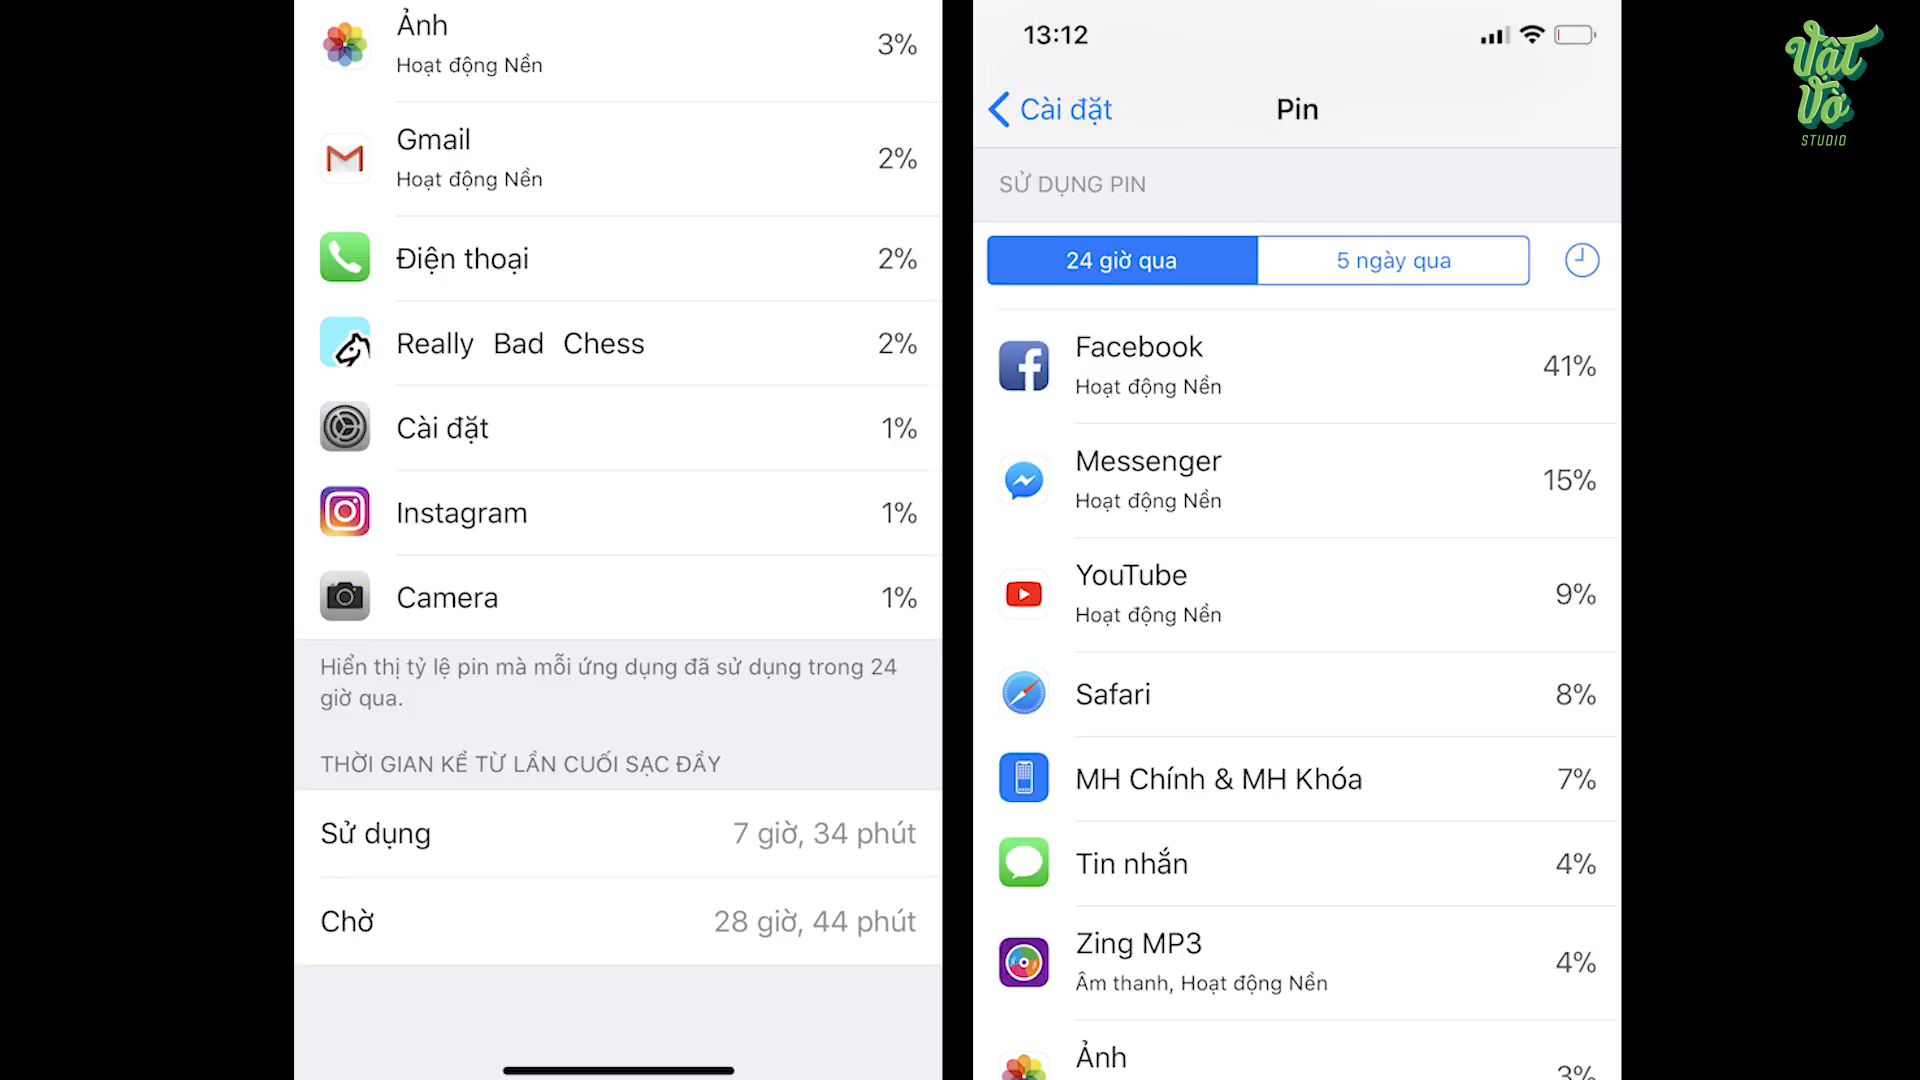 Ảnh
Hoạt động Nền
3%
Gmail
Hoạt động Nền
2%
Điện thoại
2%
Really Bad Chess
2%
Cài đặt
1%
Instagram
1%
Camera
1%
Hiển thị tỷ lệ pin mà mỗi ứng dụng đã sử dụng trong 24
giờ qua.
THỜI GIAN KỂ TỪ LẦN CUỐI SẠC ĐẦY
Sử dụng
7 giờ, 34 phút
Chờ
28 giờ, 44 phút
13:12
Cài đặt
Pin
SỬ DỤNG PIN
24 giờ qua
5 ngày qua
Facebook
Hoạt động Nền
41%
Messenger
Hoạt động Nền
15%
YouTube
Hoạt động Nền
9%
Safari
8%
MH Chính & MH Khóa
7%
Tin nhắn
4%
Zing MP3
Âm thanh, Hoạt động Nền
4%
Ảnh
3%
Vật
Vờ
STUDIO